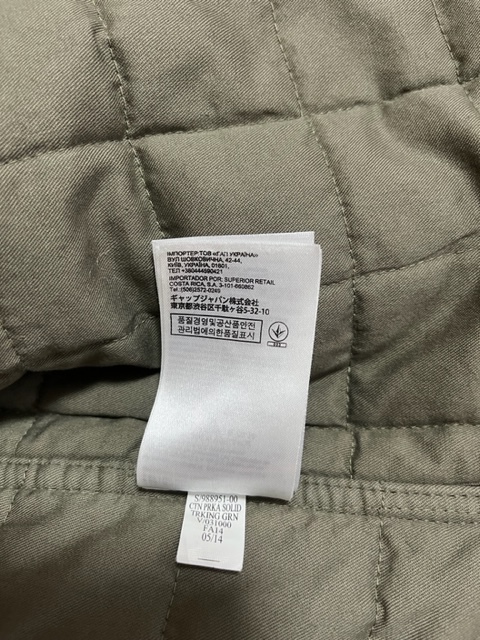 ІМПОРТЕР:ТОВ «ГАП УКРАЇНА»
ВУЛ ШОВКОВИЧНА, 42-44,
КИЇВ, УКРАЇНА, 01601,
ТЕЛ +380444590421
IMPORTADOR POR: SUPERIOR RETAIL
COSTA RICA, S.A. 3-101-660862
Tel: (506)2572-0249
ギャップジャパン株式会社
東京都渋谷区千駄ヶ谷5-32-10
품질경영및공산품안전
관리법에의한품질표시
S/988951-00
CTN PRKA SOLID
TRKING GRN
V/031000
FA14
05/14